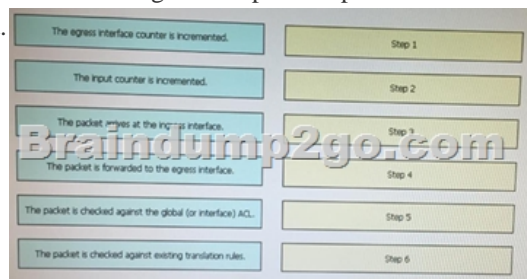 The egress interface counter is incremented.
Step 1
The input counter is incremented.
Step 2
The packet arrives at the ingress interface.
Step 3
Braindump2go.com
The packet is forwarded to the egress interface.
Step 4
The packet is checked against the global (or interface) ACL.
Step 5
The packet is checked against existing translation rules.
Step 6